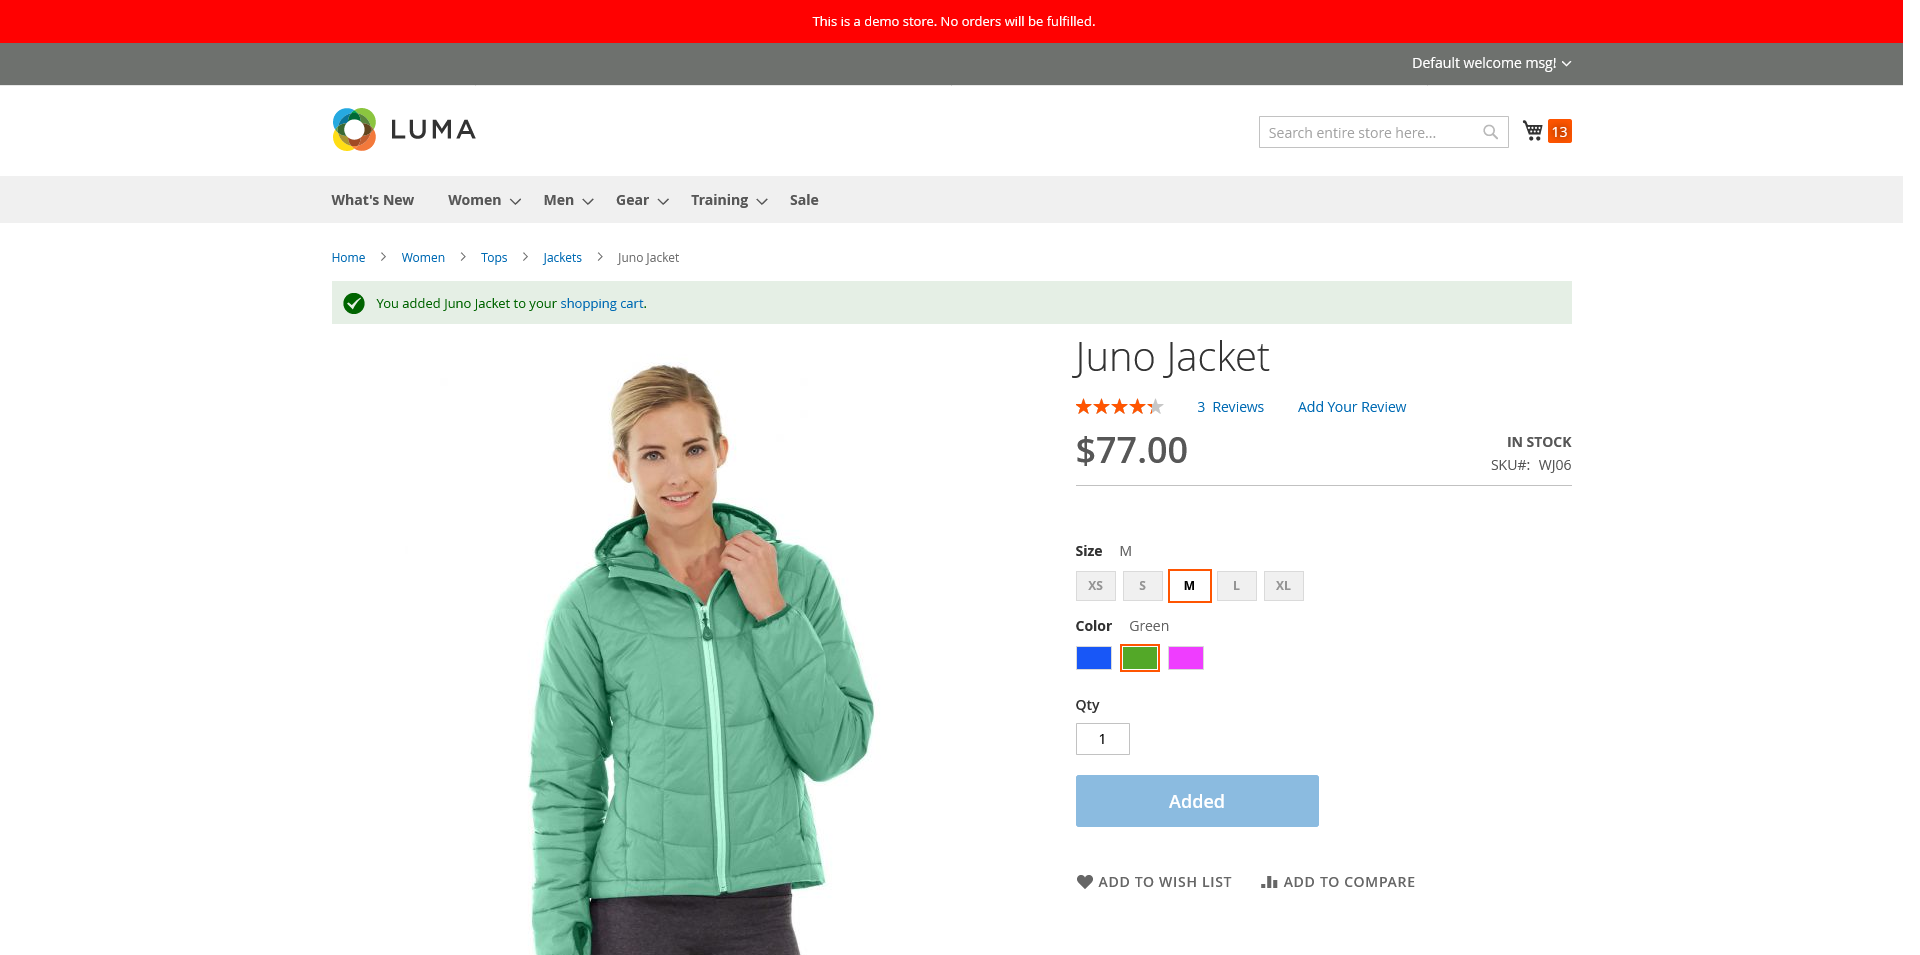 This is a demo store. No orders will be fulfilled.
Default welcome msg!
LUMA
Search entire store here...
13
What's New Women Men Gear Training Sale
Home Women Tops Jackets Juno Jacket
You added Juno Jacket to your shopping cart.
Juno Jacket
3 Reviews Add Your Review
$77.00
IN STOCK
SKU#: WJ06
Size M
XS S M L XL
Color Green
Qty
1
Added
ADD TO WISH LIST ADD TO COMPARE